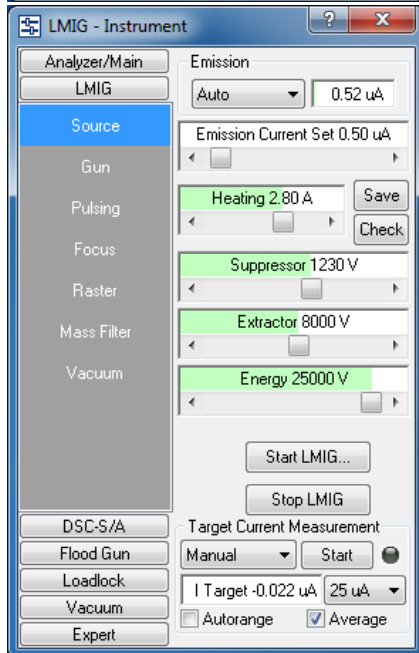 LMIG - Instrument
Analyzer/Main
LMIG
Source
Gun
Pulsing
Focus
Raster
Mass Filter
Vacuum
DSC-S/A
Flood Gun
Loadlock
Vacuum
Expert
Emission
Auto 0.52 uA
Emission Current Set 0.50 uA
Heating 2.80 A Save
Check
Suppressor 1230 V
Extractor 8000 V
Energy 25000 V
Start LMIG...
Stop LMIG
Target Current Measurement
Manual Start
I Target -0.022 uA 25 uA
Autorange Average